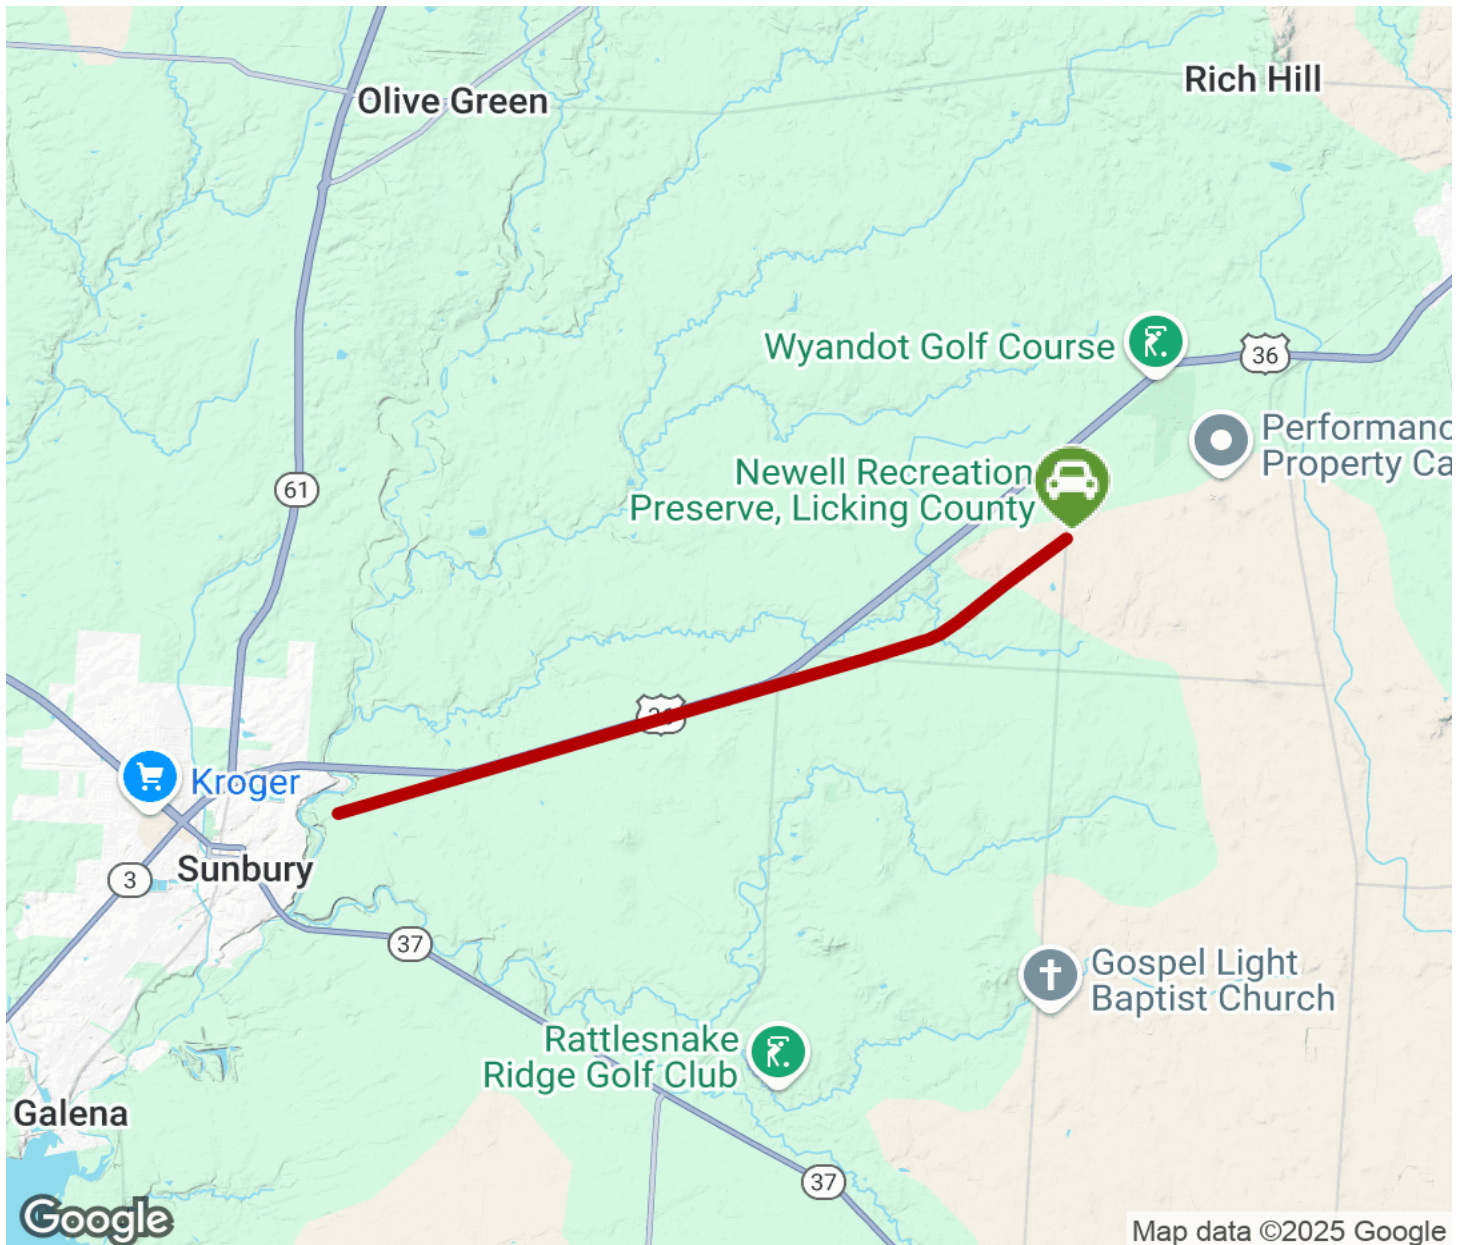 Olive Green
Rich Hill
Wyandot Golf Course
36
Performanc
Property Ca
Newell Recreation
Preserve, Licking County
61
Kroger
Sunbury
3
37
Gospel Light
Baptist Church
Rattlesnake
Ridge Golf Club
Galena
37
Google
Map data ©2025 Google